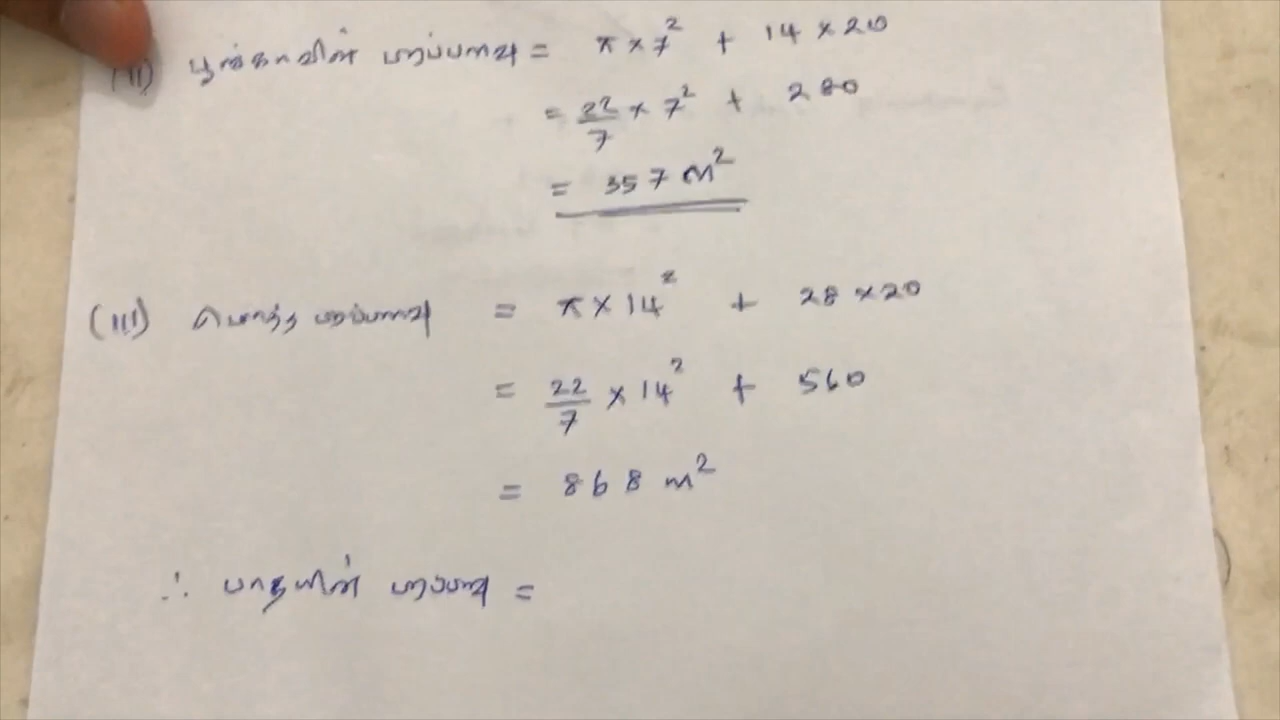 (II) பூங்காவின் பரப்பளவு = π × 7² + 14 × 20
= 22/7 × 7² + 280
= 357 m²
(III) மொத்த பரப்பளவு = π × 14² + 28 × 20
= 22/7 × 14² + 560
= 868 m²
∴ பாதையின் பரப்பளவு =